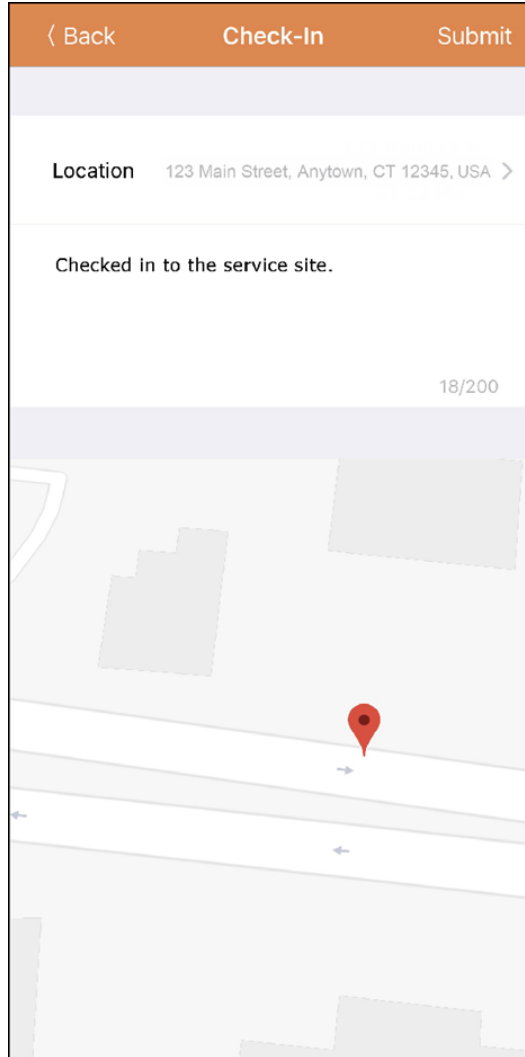 〈 Back Check-In Submit
Location 123 Main Street, Anytown, CT 12345, USA >
Checked in to the service site.
18/200